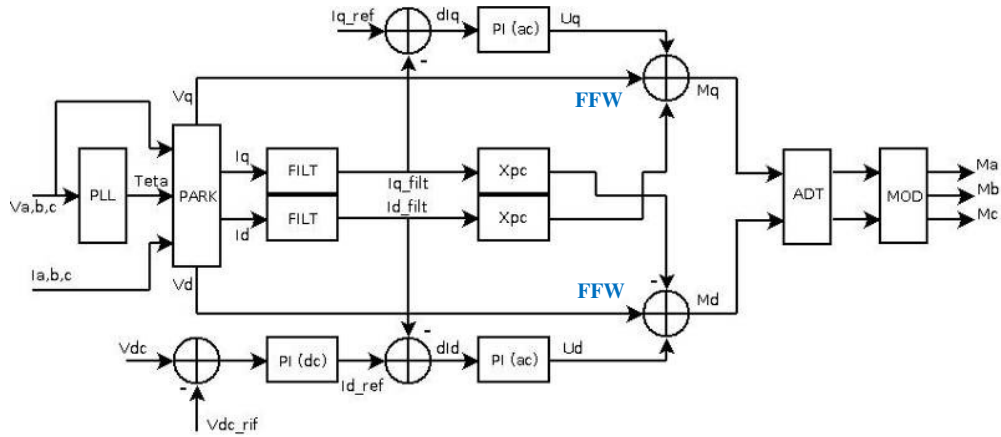 Iq_ref
dIq
PI (ac)
Uq
-
Vq
FFW
Mq
Iq
FILT
Iq_filt
Xpc
PLL
Teta
PARK
Va,b,c
Id
FILT
Id_filt
Xpc
ADT
MOD
Ma
Mb
Mc
Ia,b,c
Vd
FFW
-
Md
Vdc
-
PI (dc)
Id_ref
-
dId
PI (ac)
Ud
Vdc_rif